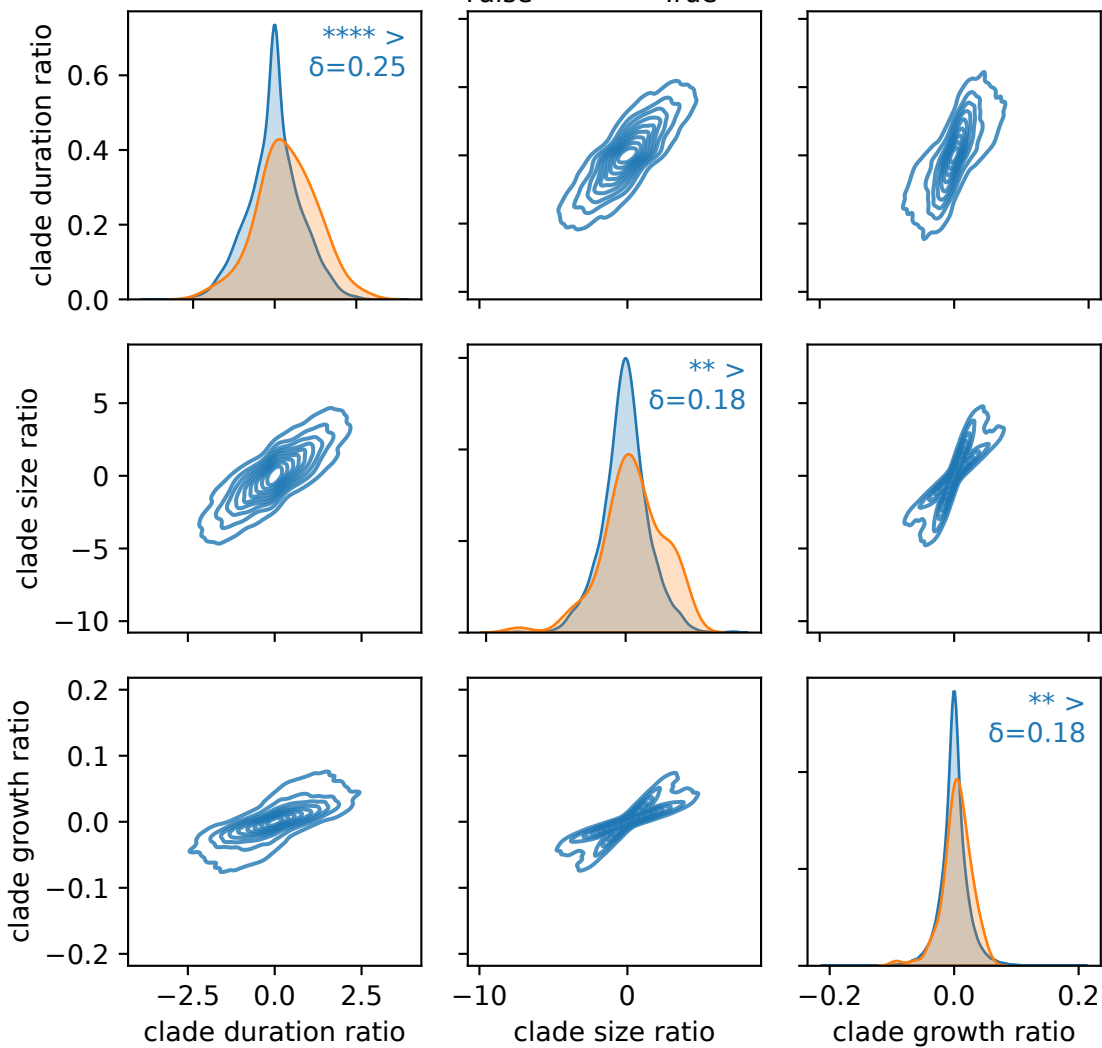 clade duration ratio
0.6
0.4
0.2
0.0
**** >
δ=0.25
clade size ratio
5
0
−5
−10
** >
δ=0.18
clade growth ratio
0.2
0.1
0.0
−0.1
−0.2
** >
δ=0.18
−2.5 0.0 2.5
−10 0
−0.2 0.0 0.2
clade duration ratio
clade size ratio
clade growth ratio